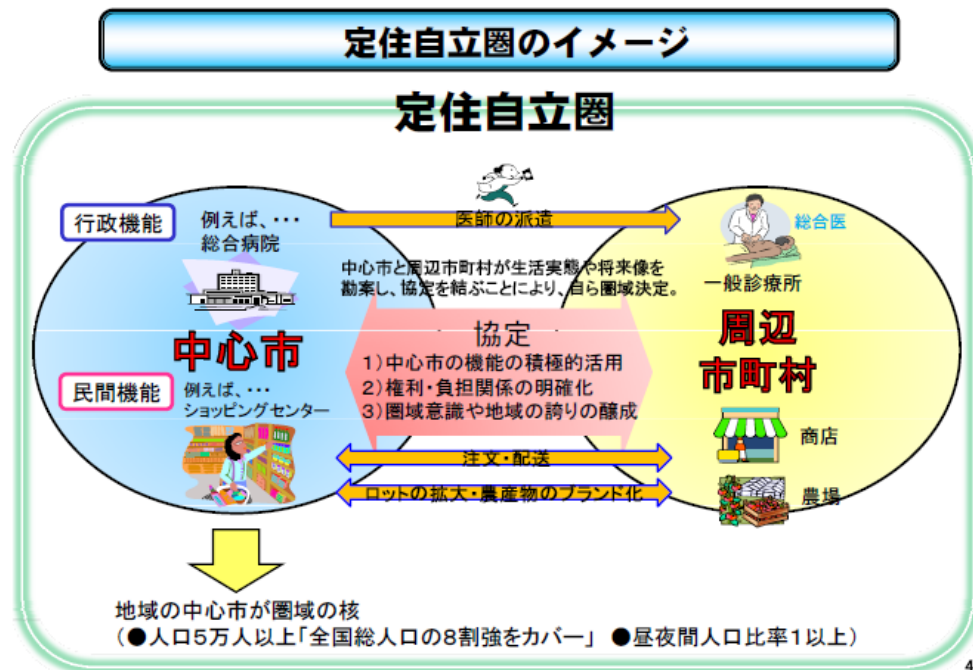 定住自立圏のイメージ
定住自立圏
行政機能
例えば、･･･
総合病院
医師の派遣
総合医
一般診療所
中心市と周辺市町村が生活実態や将来像を
勘案し、協定を結ぶことにより、自ら圏域決定。
中心市
協定
1)中心市の機能の積極的活用
2)権利・負担関係の明確化
3)圏域意識や地域の誇りの醸成
周辺
市町村
民間機能
例えば、･･･
ショッピングセンター
注文・配送
商店
ロットの拡大・農産物のブランド化
農場
地域の中心市が圏域の核
(●人口5万人以上「全国総人口の8割強をカバー」 ●昼夜間人口比率1以上)
4